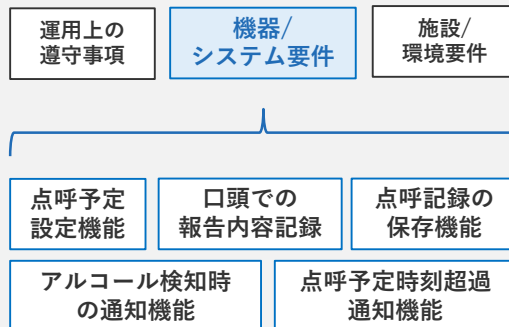 運用上の
遵守事項
機器/
システム要件
施設/
環境要件
点呼予定
設定機能
口頭での
報告内容記録
点呼記録の
保存機能
アルコール検知時
の通知機能
点呼予定時刻超過
通知機能